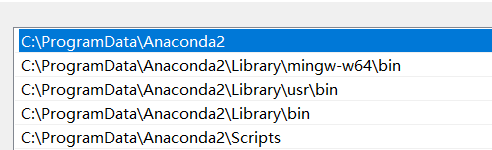 C:\ProgramData\Anaconda2
C:\ProgramData\Anaconda2\Library\mingw-w64\bin
C:\ProgramData\Anaconda2\Library\usr\bin
C:\ProgramData\Anaconda2\Library\bin
C:\ProgramData\Anaconda2\Scripts